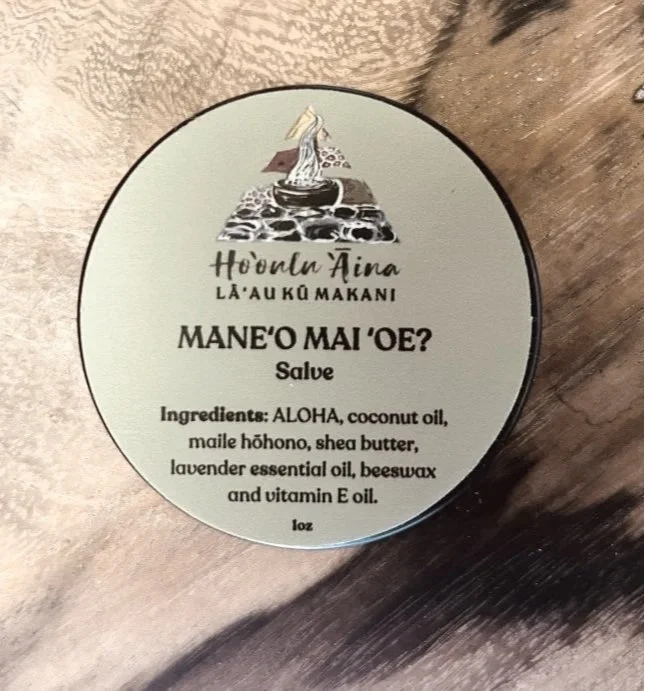 Ho'oulu 'Āina
LĀ'AU KŪ MAKANI
MANE'O MAI 'OE?
Salve
Ingredients: ALOHA, coconut oil,
maile hōhono, shea butter,
lavender essential oil, beeswax
and vitamin E oil.
1oz